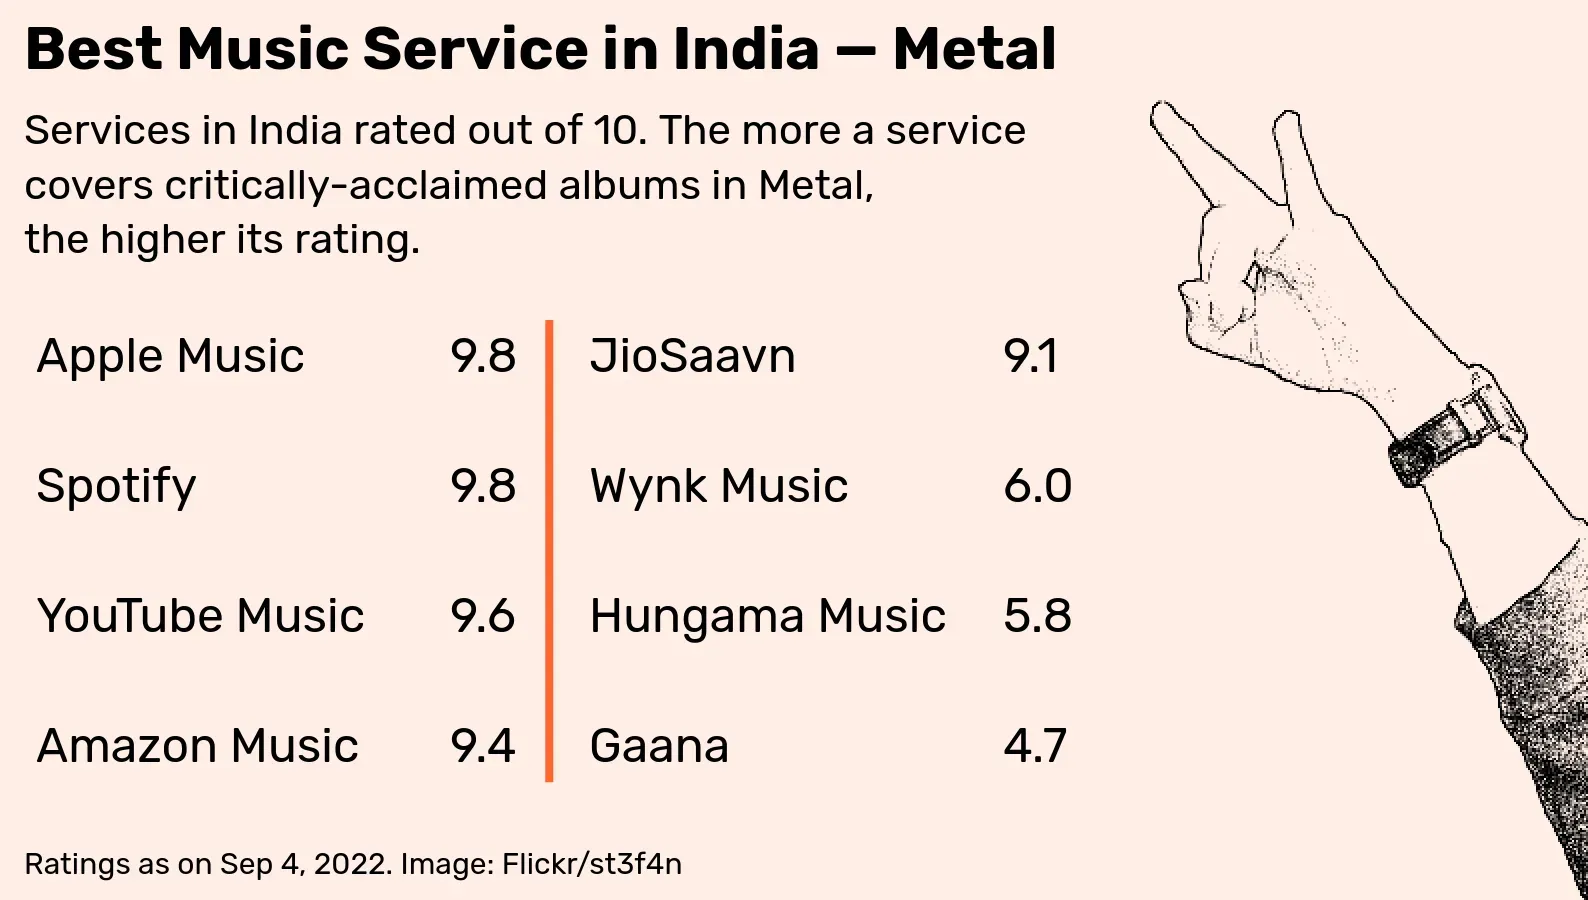 Best Music Service in India — Metal
Services in India rated out of 10. The more a service
covers critically-acclaimed albums in Metal,
the higher its rating.
Apple Music 9.8
Spotify 9.8
YouTube Music 9.6
Amazon Music 9.4
JioSaavn 9.1
Wynk Music 6.0
Hungama Music 5.8
Gaana 4.7
Ratings as on Sep 4, 2022. Image: Flickr/st3f4n